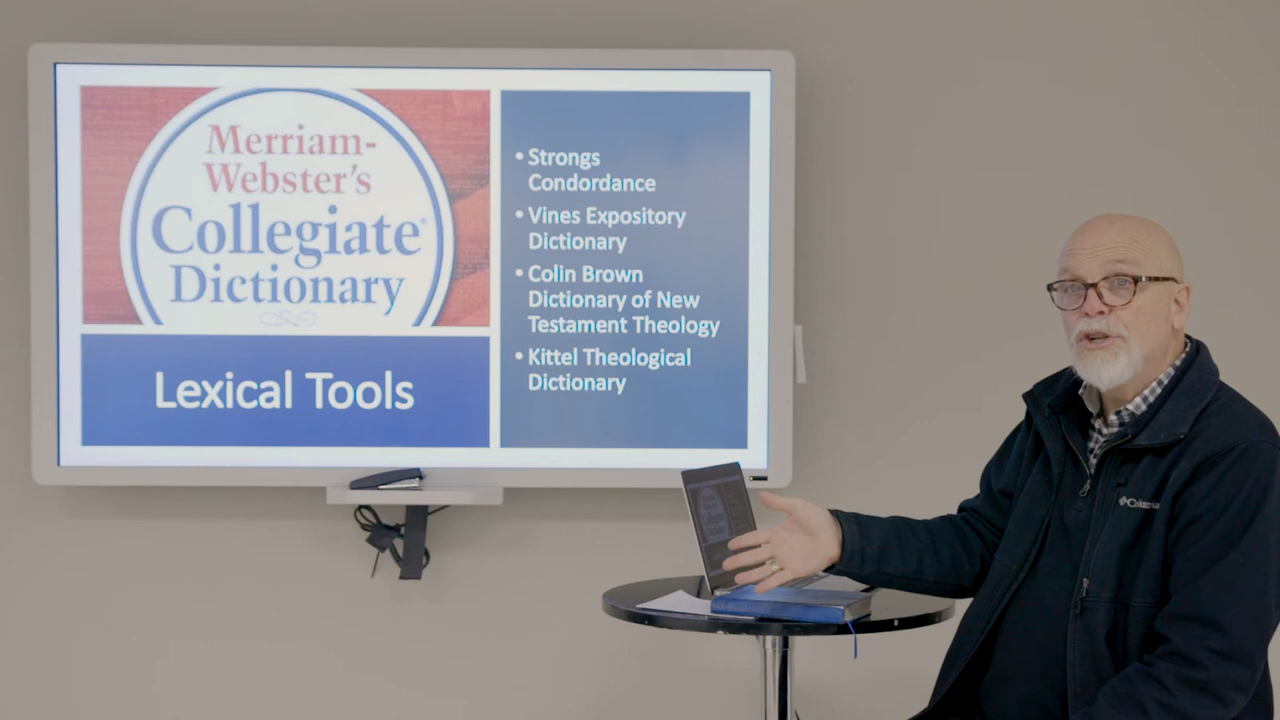 Merriam-
Webster's
Collegiate®
Dictionary
Lexical Tools
• Strongs
Condordance
• Vines Expository
Dictionary
• Colin Brown
Dictionary of New
Testament Theology
• Kittel Theological
Dictionary
Columbia